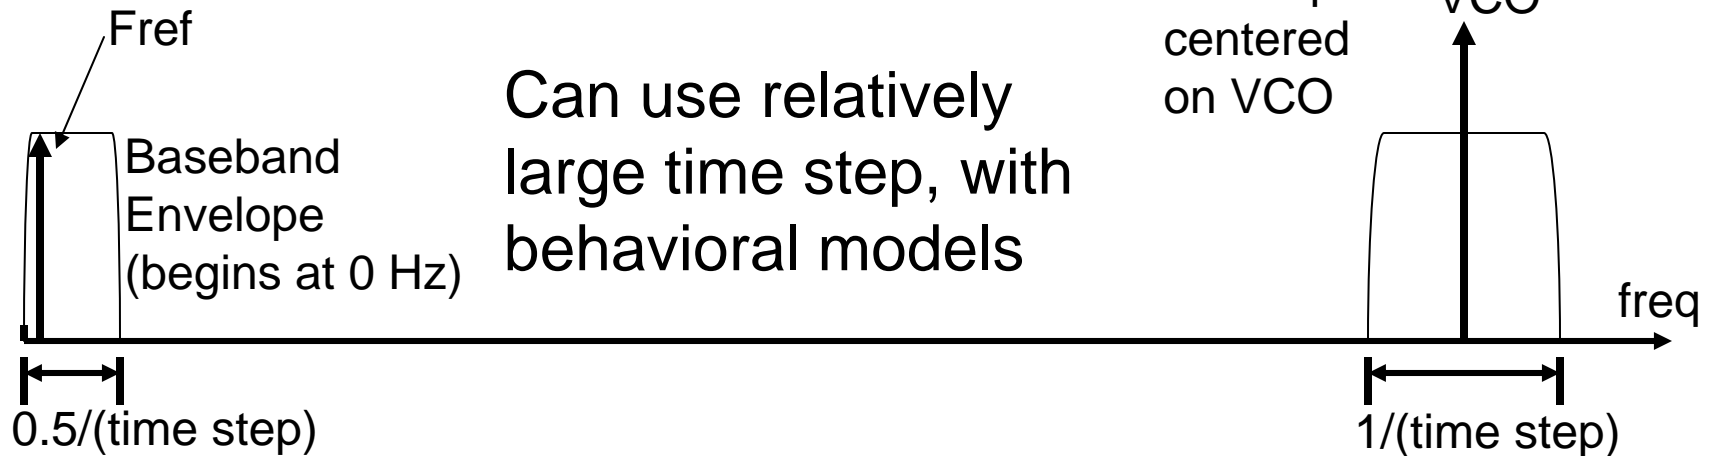 Fref
centered
on VCO
Can use relatively
large time step, with
behavioral models
Baseband
Envelope
(begins at 0 Hz)
freq
0.5/(time step)
1/(time step)